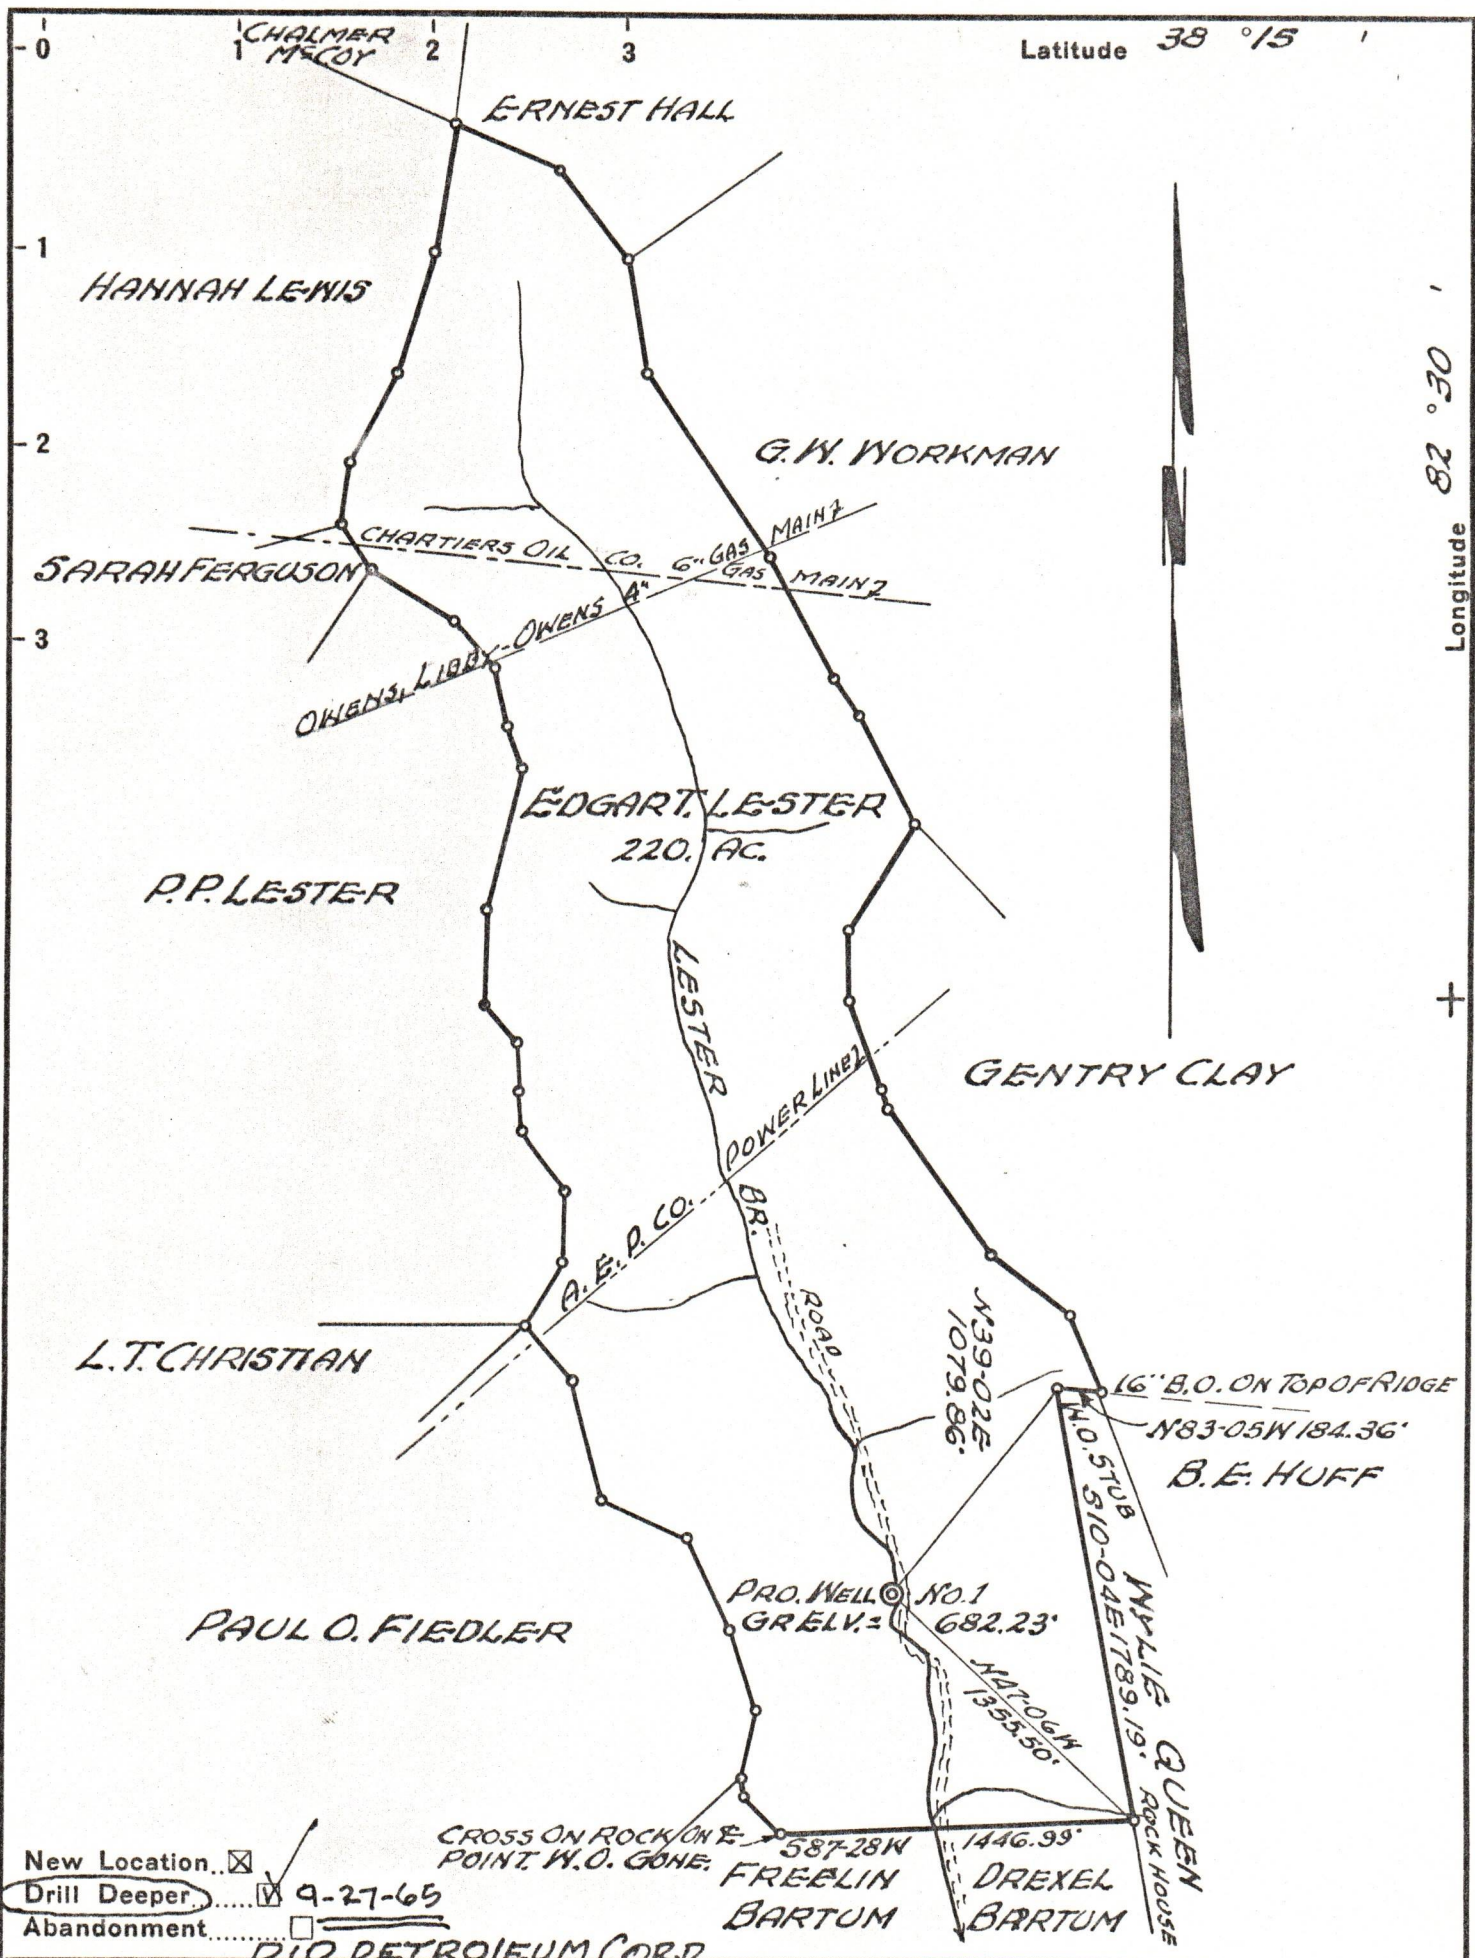 0 1 2 3
CHALMER
McCOY
Latitude 38 °15 '
ERNEST HALL
1
HANNAH LEWIS
Longitude 82 °30 '
2
G.W. WORKMAN
CHARTIERS OIL CO. 6" GAS MAIN
SARAH FERGUSON
GAS MAIN
3
OWENS, LIBBY-OWENS 4"
EDGAR T. LESTER
220. AC.
P.P. LESTER
LESTER BR.
+
GENTRY CLAY
A. E. P. CO. POWER LINE
ROAD
N39-02E
1079.86'
L.T. CHRISTIAN
16" B.O. ON TOP OF RIDGE
N83-05W 184.36'
W.O. STUB
B.E. HUFF
S10-04E 1789.19'
WYLIE QUEEN
PRO. WELL NO.1
GR ELV. = 682.23'
PAUL O. FIEDLER
N47-06W
1355.50'
ROCK HOUSE
CROSS ON ROCK ON E
POINT. W.O. GONE.
S87-28W 1446.99'
FREELIN
BARTUM
DREXEL
BARTRUM
New Location..☒
Drill Deeper.......☑ 9-27-65
Abandonment..........☐
RIO PETROLEUM CORP